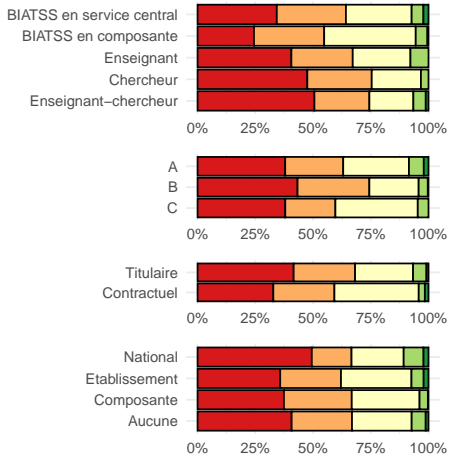 BIATSS en service central
BIATSS en composante
Enseignant
Chercheur
Enseignant−chercheur
0% 25% 50% 75% 100%
A
B
C
0% 25% 50% 75% 100%
Titulaire
Contractuel
0% 25% 50% 75% 100%
National
Etablissement
Composante
Aucune
0% 25% 50% 75% 100%